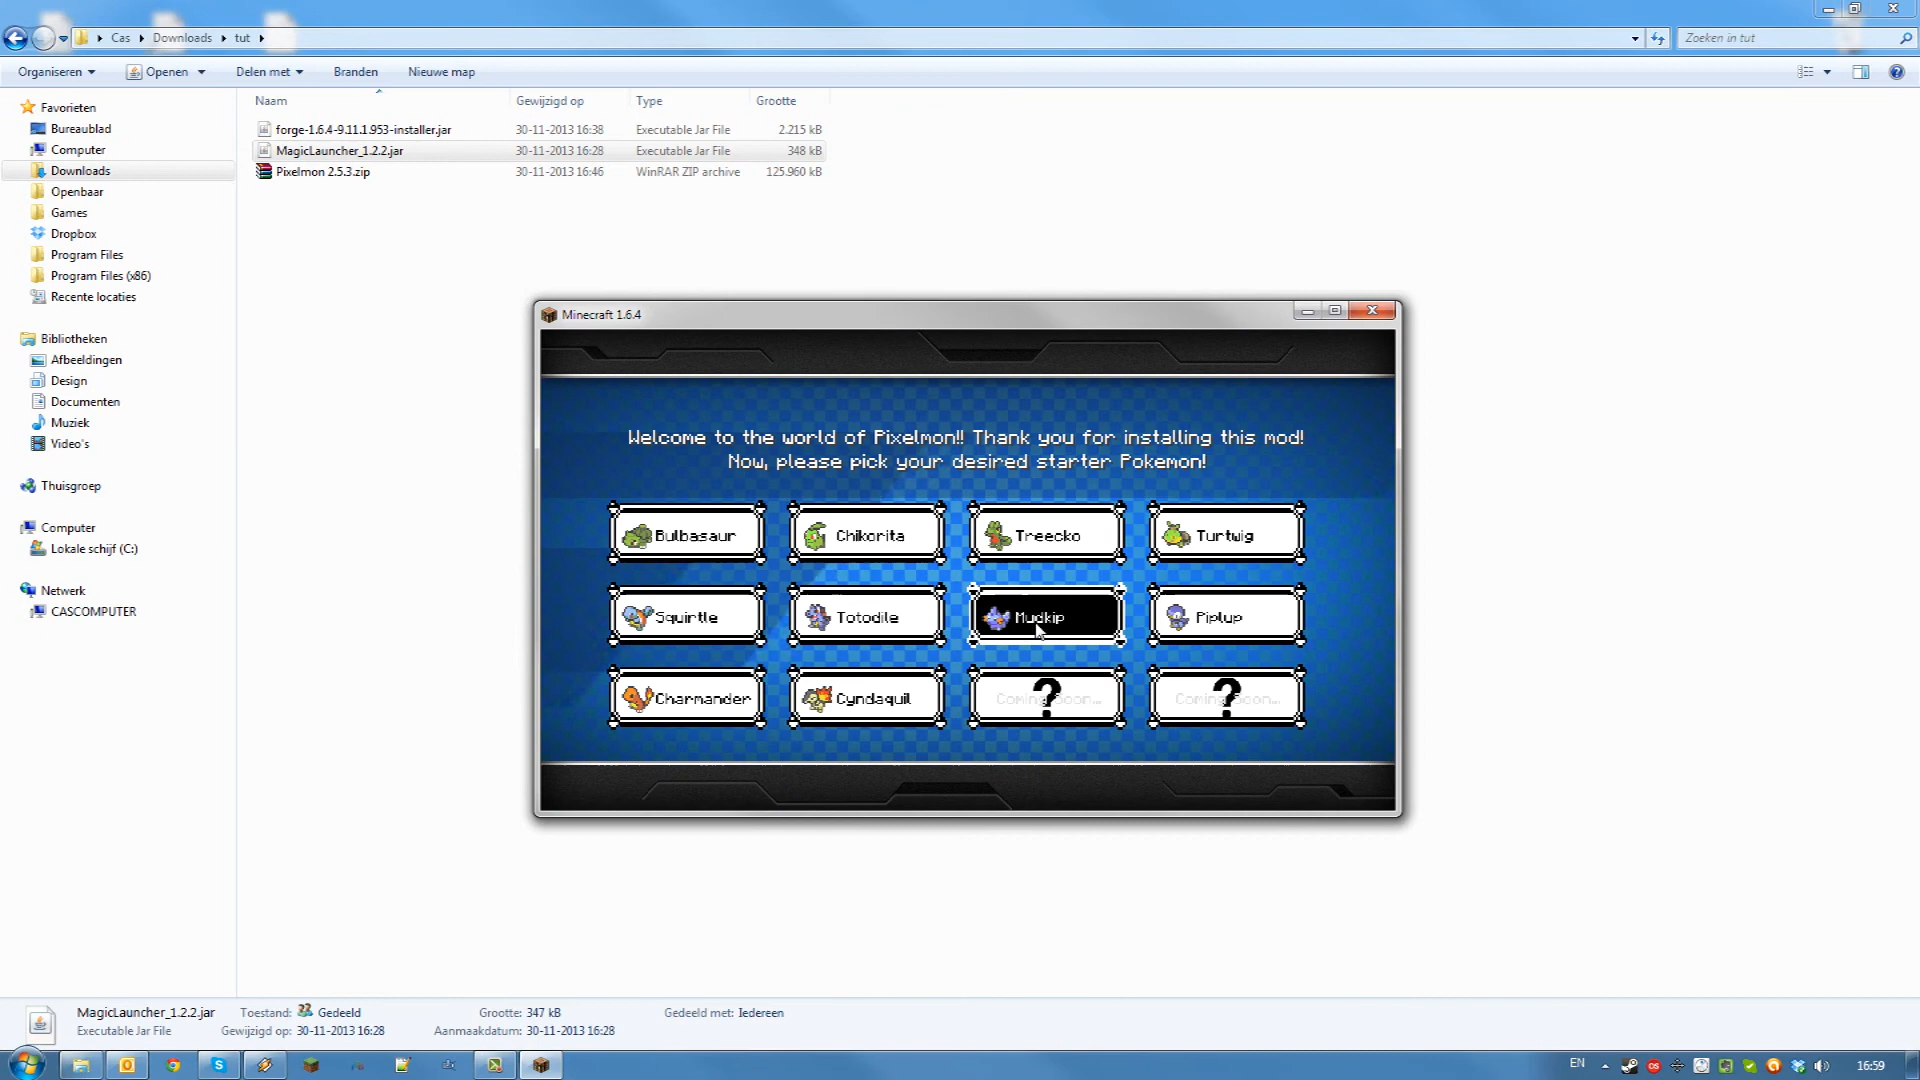 Cas Downloads tut
Zoeken in tut
Organiseren Openen Delen met Branden Nieuwe map
Naam Gewijzigd op Type Grootte
forge-1.6.4-9.11.1.953-installer.jar 30-11-2013 16:38 Executable Jar File 2.215 kB
MagicLauncher_1.2.2.jar 30-11-2013 16:28 Executable Jar File 348 kB
Pixelmon 2.5.3.zip 30-11-2013 16:46 WinRAR ZIP archive 125.960 kB
Favorieten
Bureaublad
Computer
Downloads
Openbaar
Games
Dropbox
Program Files
Program Files (x86)
Recente locaties
Bibliotheken
Afbeeldingen
Design
Documenten
Muziek
Video's
Thuisgroep
Computer
Lokale schijf (C:)
Netwerk
CASCOMPUTER
Minecraft 1.6.4
Welcome to the world of Pixelmon!! Thank you for installing this mod!
Now, please pick your desired starter Pokemon!
Bulbasaur Chikorita Treecko Turtwig
Squirtle Totodile Mudkip Piplup
Charmander Cyndaquil Coming Soon... Coming Soon...
? ?
MagicLauncher_1.2.2.jar Toestand: Gedeeld Grootte: 347 kB Gedeeld met: Iedereen
Executable Jar File Gewijzigd op: 30-11-2013 16:28 Aanmaakdatum: 30-11-2013 16:28
EN 16:59